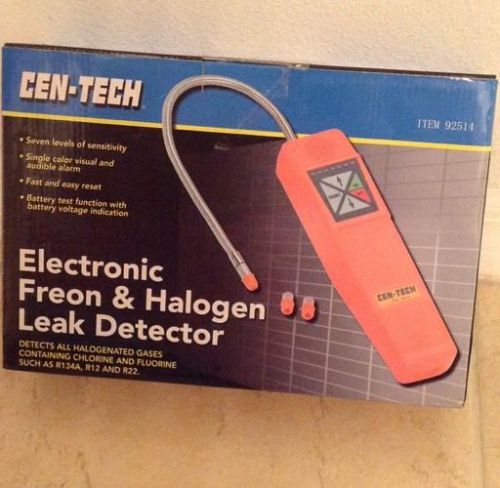 CEN-TECH
ITEM 92514
• Seven levels of sensitivity
• Single color visual and
audible alarm
• Fast and easy reset
• Battery test function with
battery voltage indication
Electronic
Freon & Halogen
Leak Detector
DETECTS ALL HALOGENATED GASES
CONTAINING CHLORINE AND FLUORINE
SUCH AS R134A, R12 AND R22.
CEN-TECH